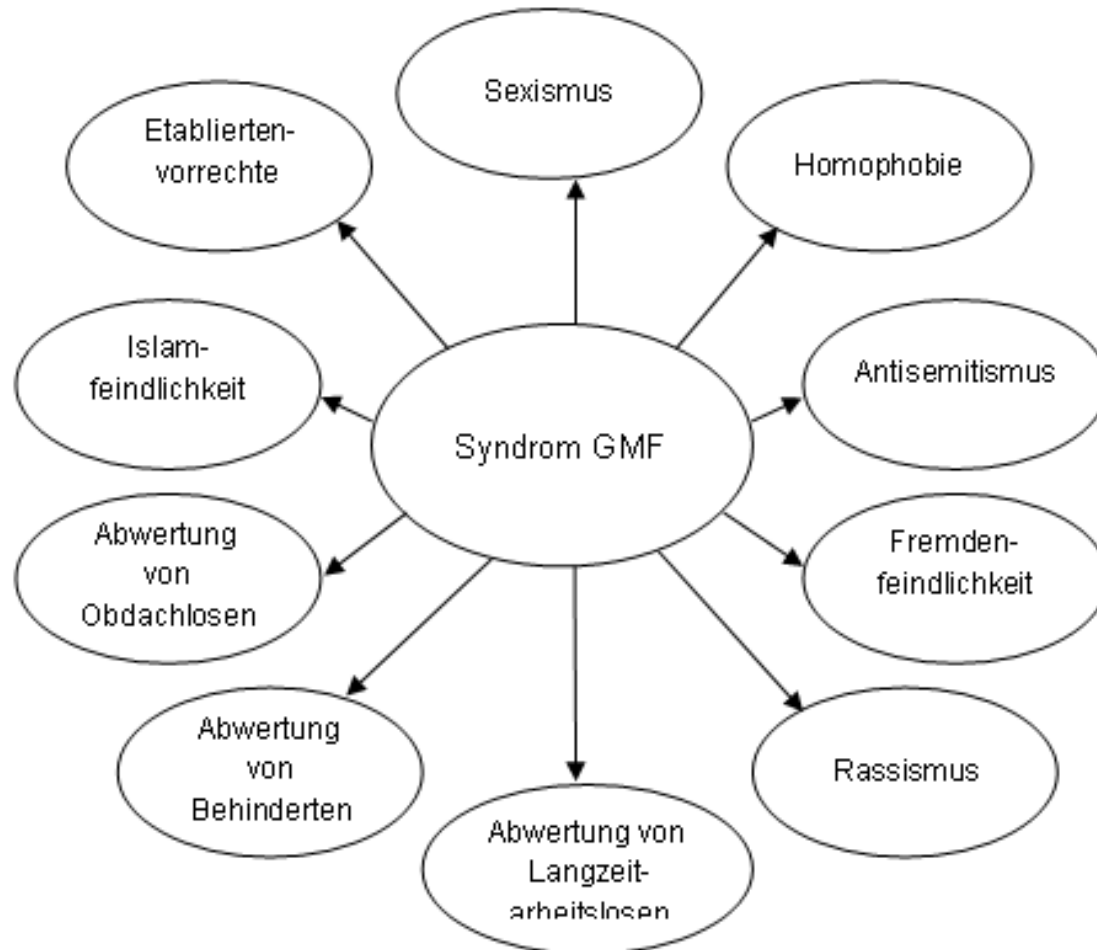 Sexismus
Etablierten-
vorrechte
Homophobie
Islam-
feindlichkeit
Antisemitismus
Syndrom GMF
Abwertung
von
Obdachlosen
Fremden-
feindlichkeit
Abwertung
von
Behinderten
Rassismus
Abwertung von
Langzeit-
arbeitslosen